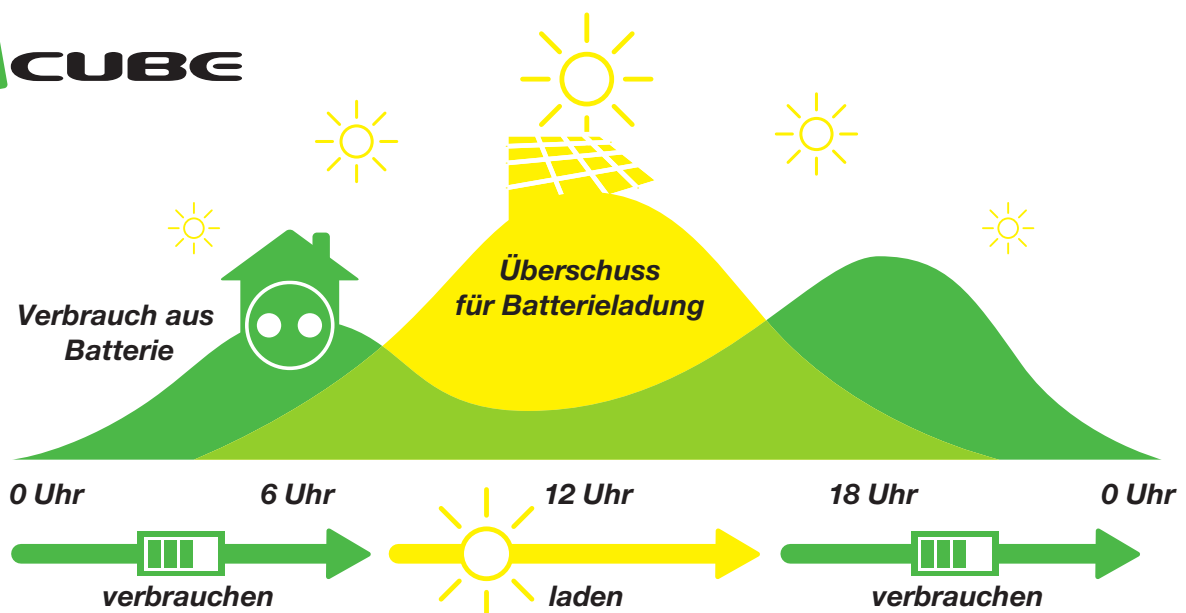 CUBE
Überschuss
für Batterieladung
Verbrauch aus
Batterie
0 Uhr 6 Uhr 12 Uhr 18 Uhr 0 Uhr
verbrauchen laden verbrauchen